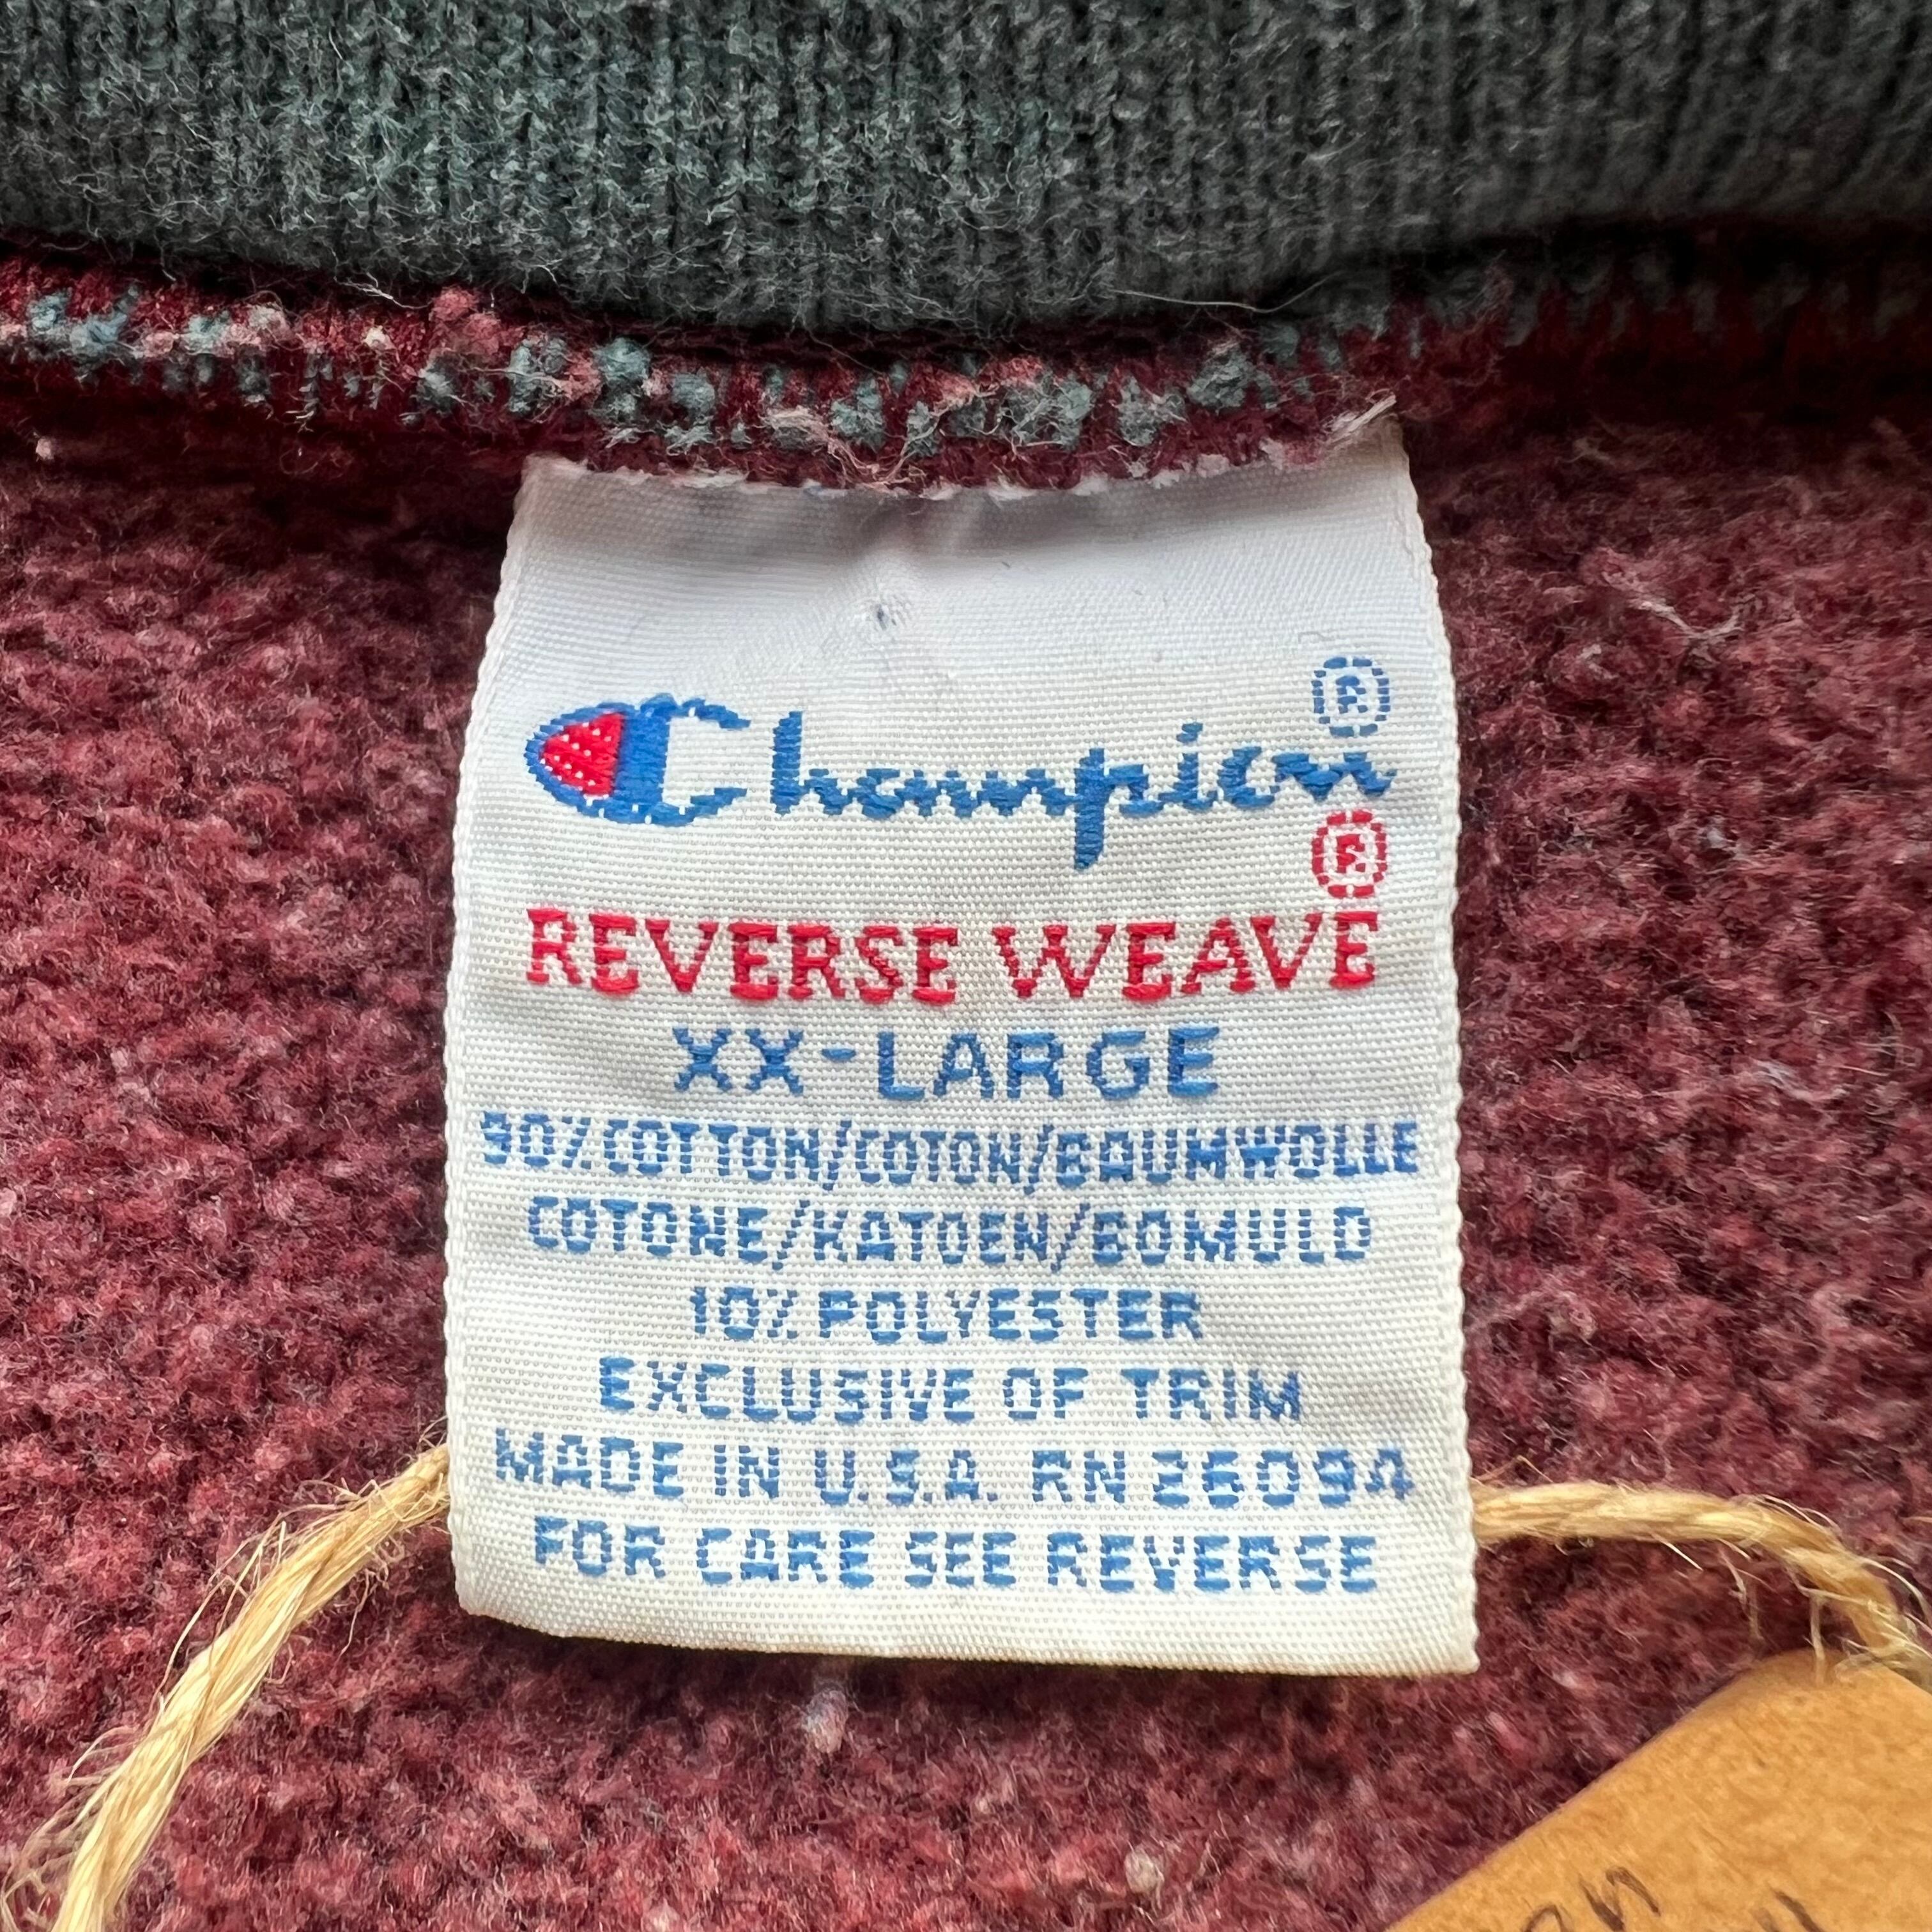 Champion®
®
REVERSE WEAVE
XX-LARGE
90% COTTON/COTON/BAUMWOLLE
COTONE/KATOEN/BOMULD
10% POLYESTER
EXCLUSIVE OF TRIM
MADE IN U.S.A. RN 26094
FOR CARE SEE REVERSE